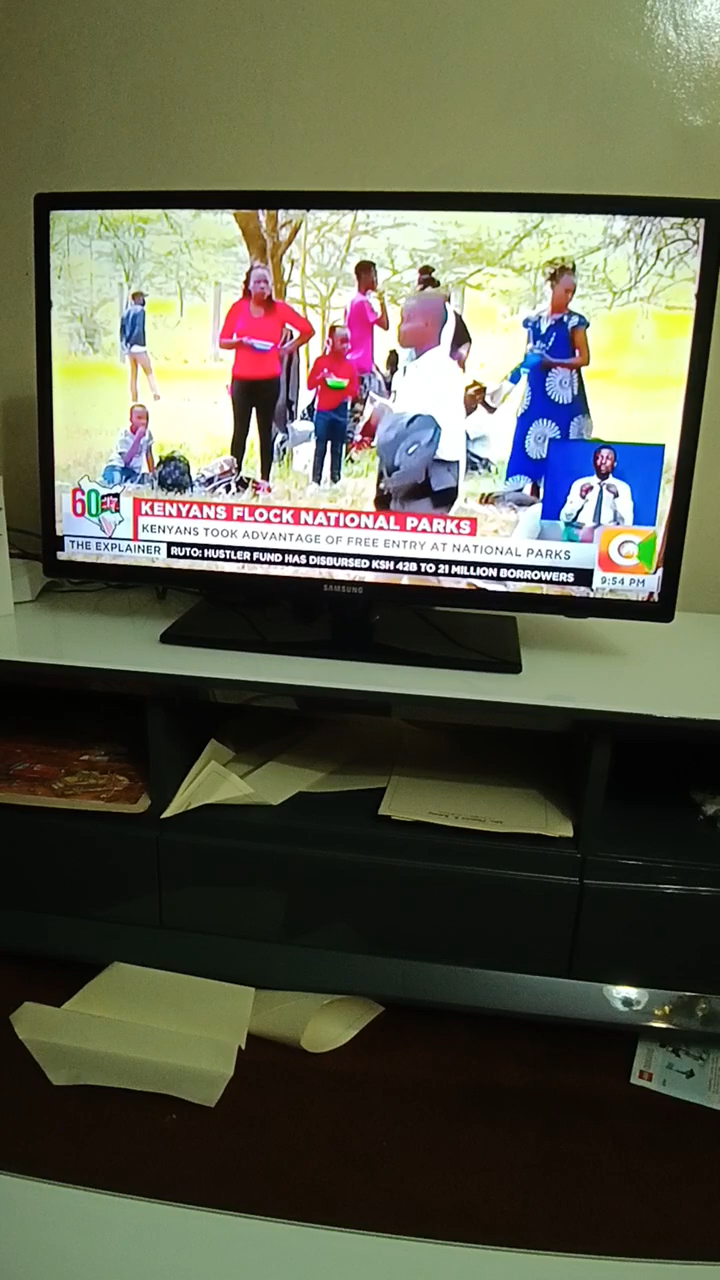 60
KENYANS FLOCK NATIONAL PARKS
KENYANS TOOK ADVANTAGE OF FREE ENTRY AT NATIONAL PARKS
THE EXPLAINER
RUTO: HUSTLER FUND HAS DISBURSED KSH 42B TO 21 MILLION BORROWERS
9:54 PM
SAMSUNG